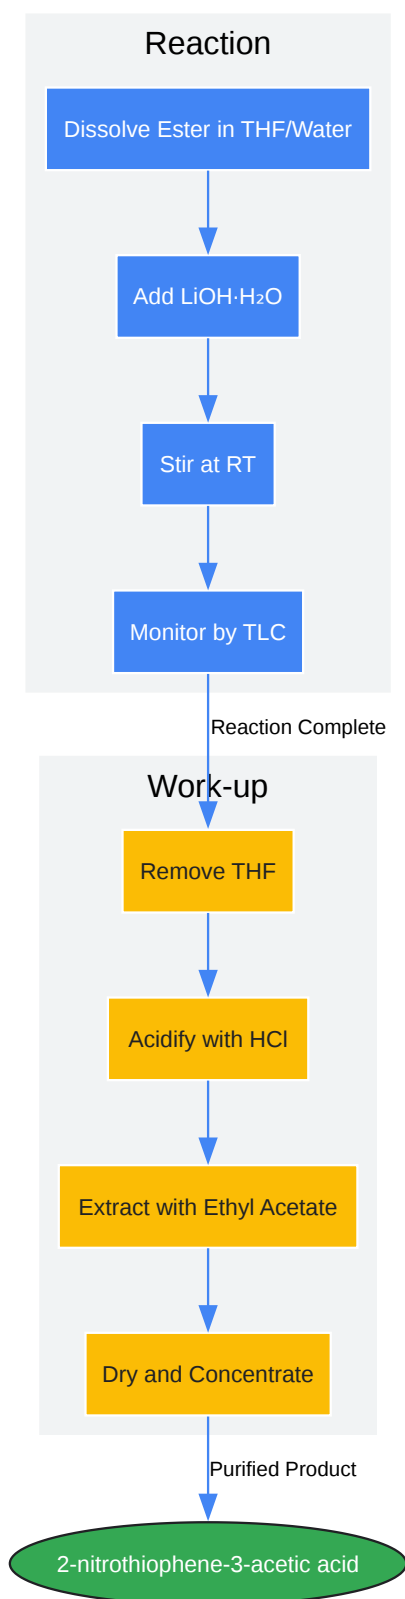 Reaction
Dissolve Ester in THF/Water
Add LiOH·H₂O
Stir at RT
Monitor by TLC
Reaction Complete
Work-up
Remove THF
Acidify with HCl
Extract with Ethyl Acetate
Dry and Concentrate
Purified Product
2-nitrothiophene-3-acetic acid